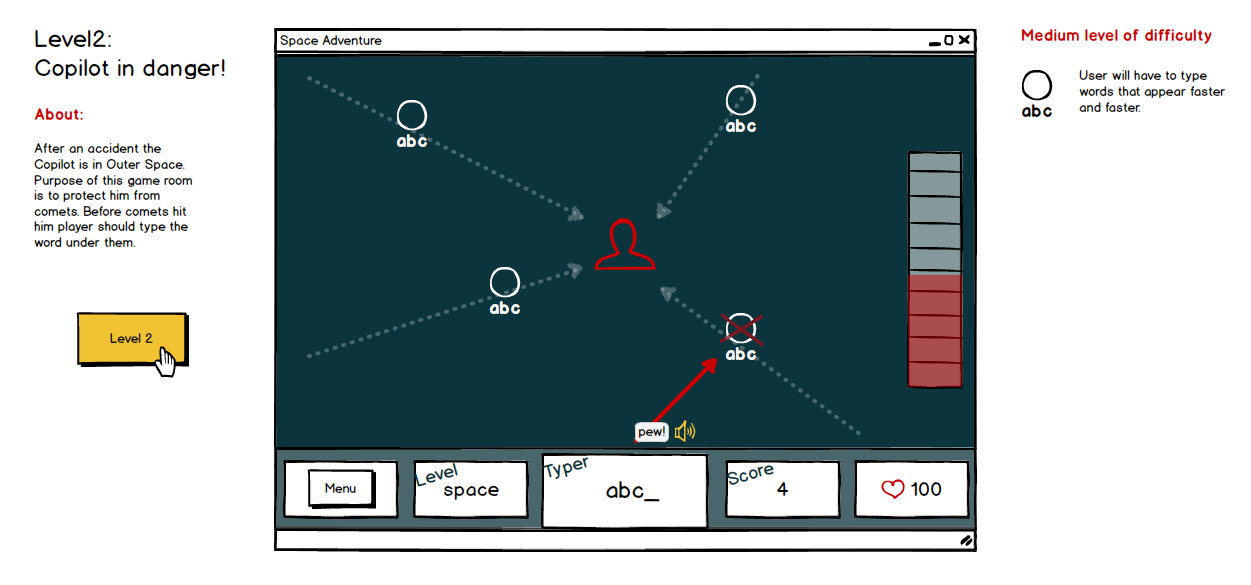 Level2:
Copilot in danger!
About:
After an accident the
Copilot is in Outer Space.
Purpose of this game room
is to protect him from
comets. Before comets hit
him player should type the
word under them.
Level 2
Space Adventure
abc
abc
abc
abc
pew!
Menu
Level
space
Typer
abc_
Score
4
100
Medium level of difficulty
abc
User will have to type
words that appear faster
and faster.